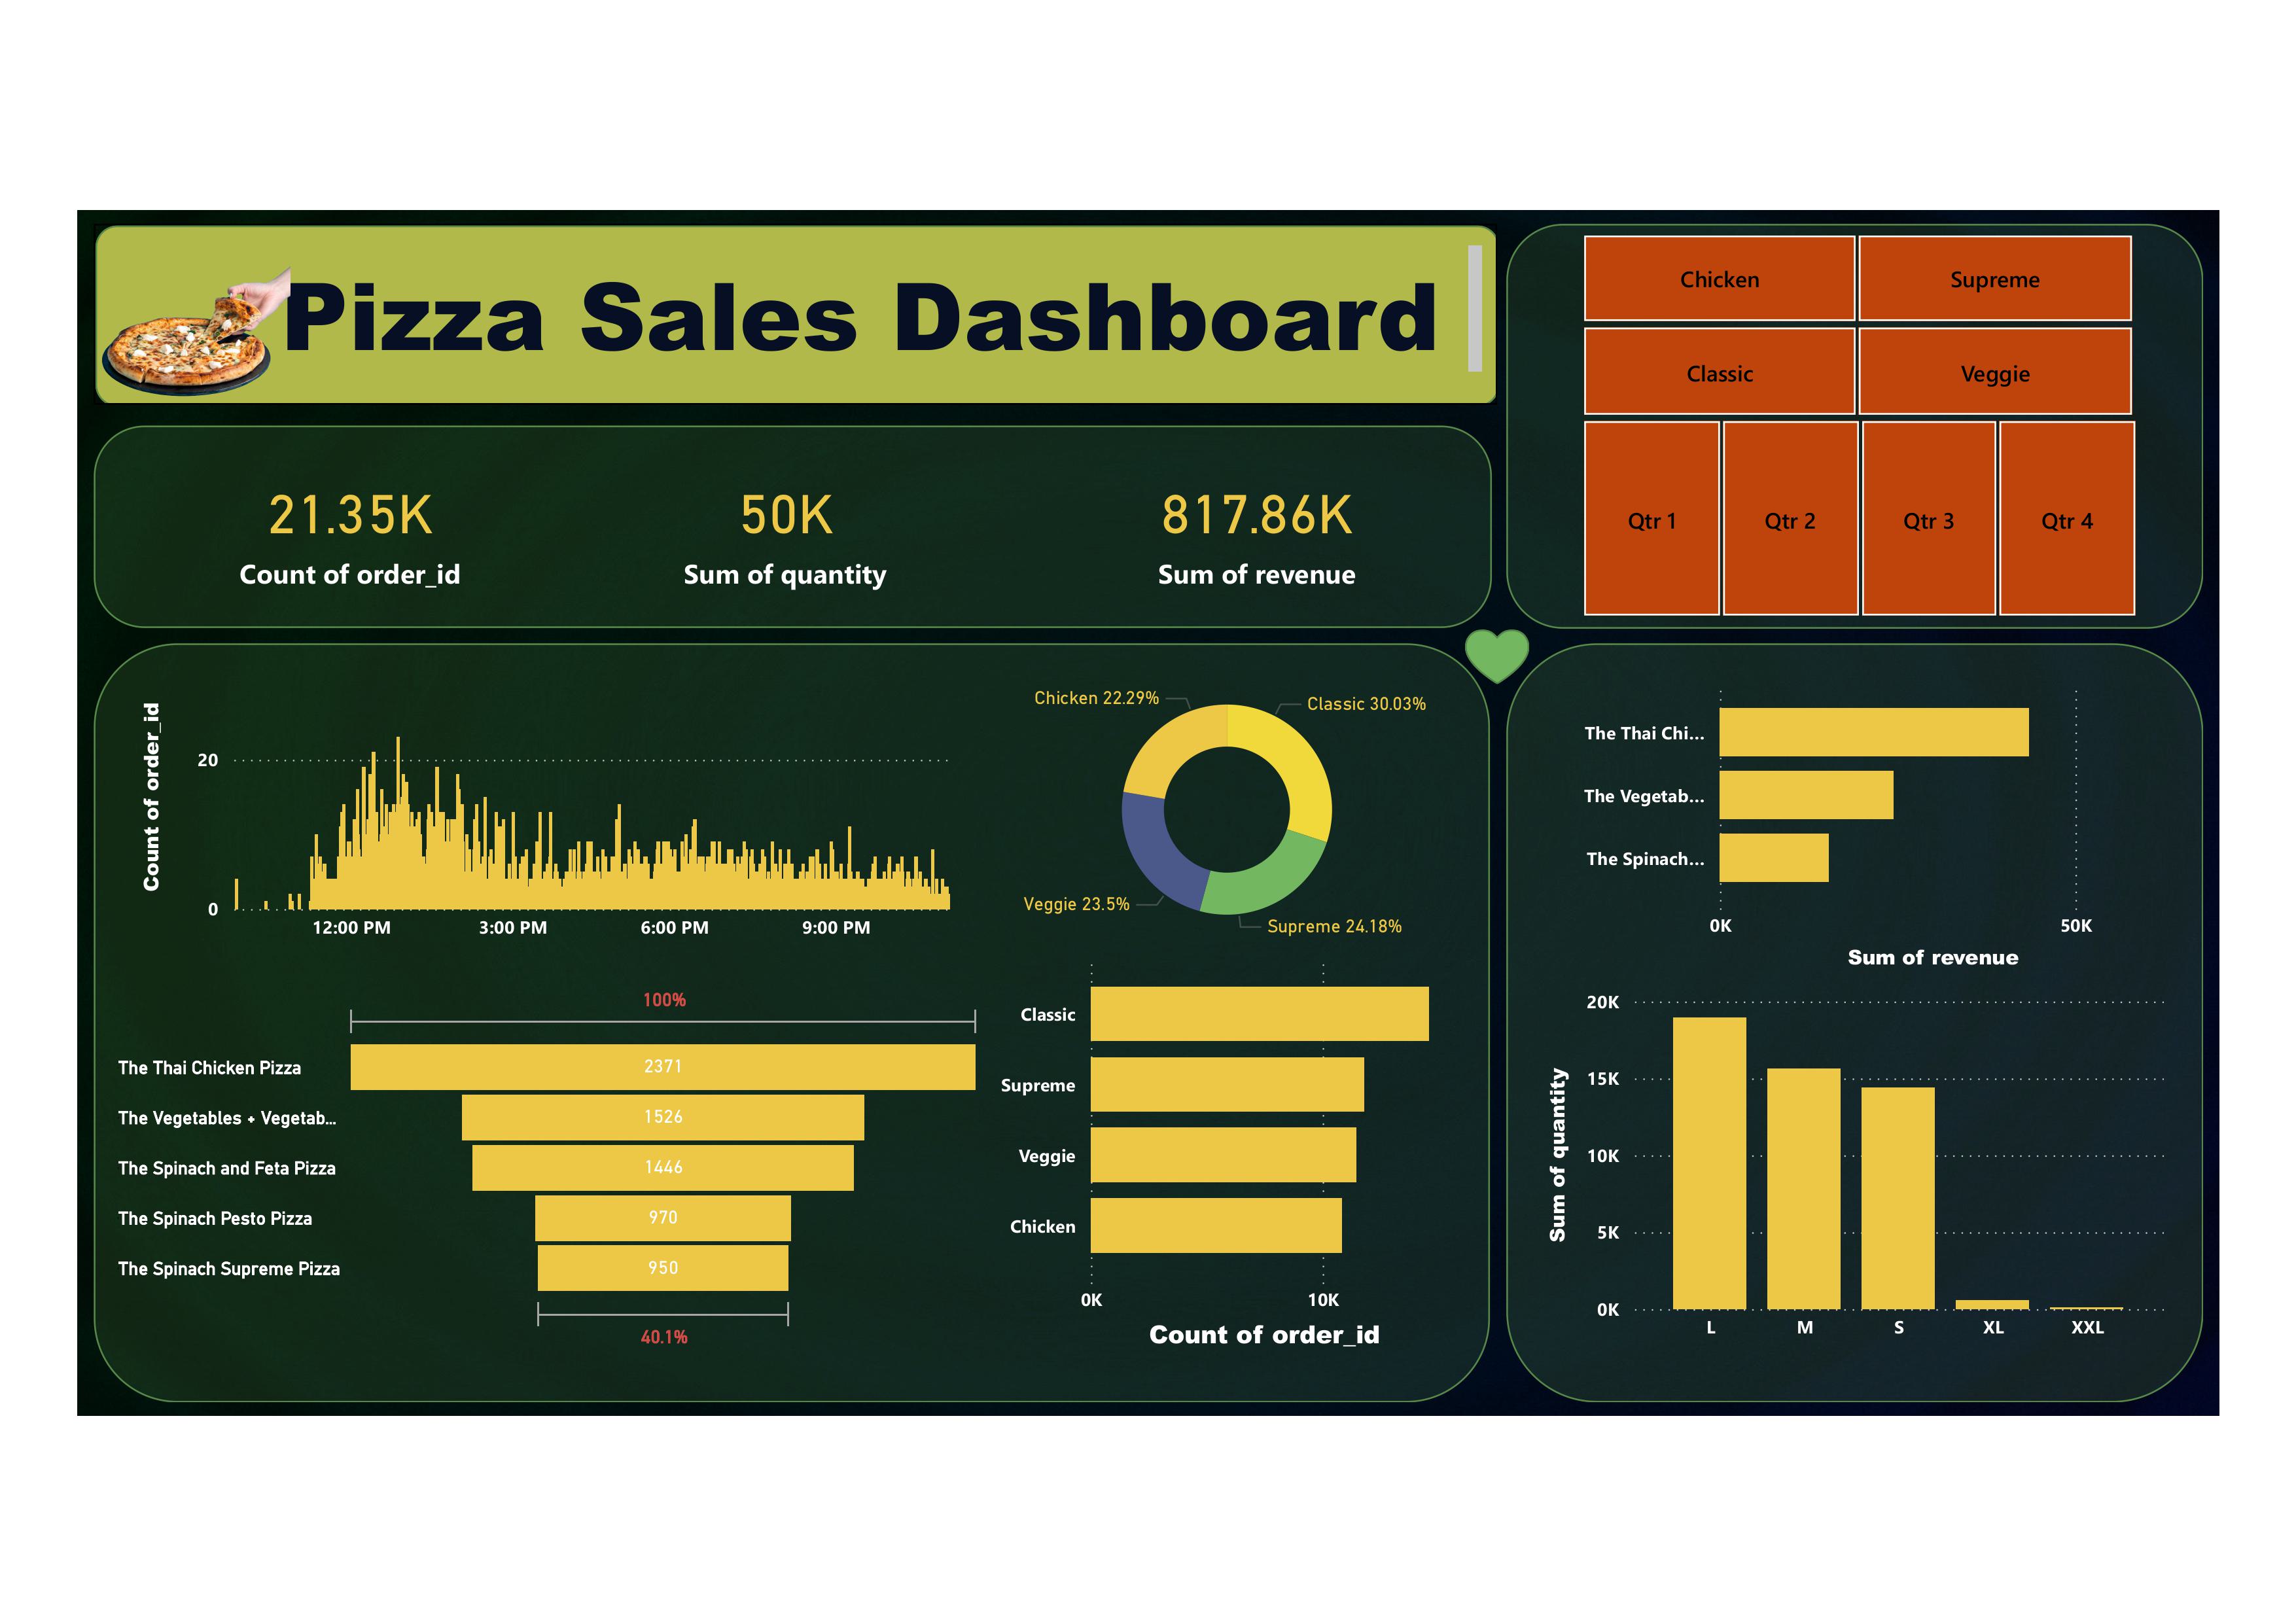 Pizza Sales Dashboard
Chicken
Supreme
Classic
Veggie
Qtr 1
Qtr 2
Qtr 3
Qtr 4
21.35K
Count of order_id
50K
Sum of quantity
817.86K
Sum of revenue
Count of order_id
20
0
12:00 PM
3:00 PM
6:00 PM
9:00 PM
Chicken 22.29%
Classic 30.03%
Veggie 23.5%
Supreme 24.18%
The Thai Chi...
The Vegetab...
The Spinach...
0K
50K
Sum of revenue
100%
The Thai Chicken Pizza
2371
The Vegetables + Vegetab...
1526
The Spinach and Feta Pizza
1446
The Spinach Pesto Pizza
970
The Spinach Supreme Pizza
950
40.1%
Classic
Supreme
Veggie
Chicken
0K
10K
Count of order_id
Sum of quantity
20K
15K
10K
5K
0K
L
M
S
XL
XXL